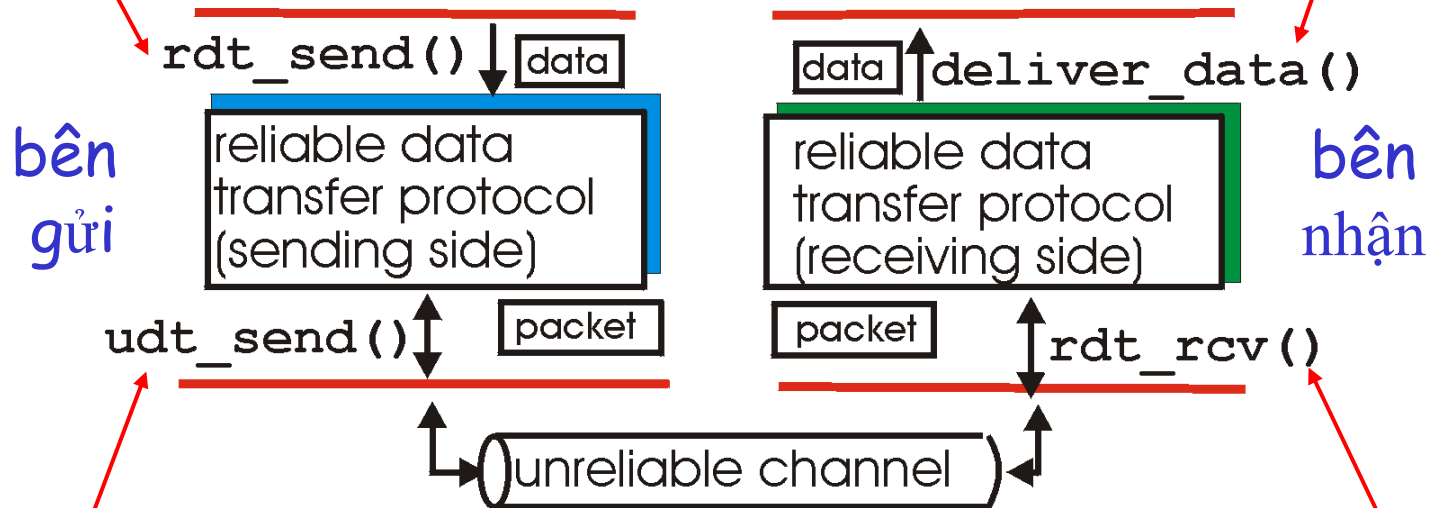 rdt_send()
data
data
deliver_data()
bên
gửi
reliable data
transfer protocol
(sending side)
reliable data
transfer protocol
(receiving side)
bên
nhận
udt_send()
packet
packet
rdt_rcv()
unreliable channel